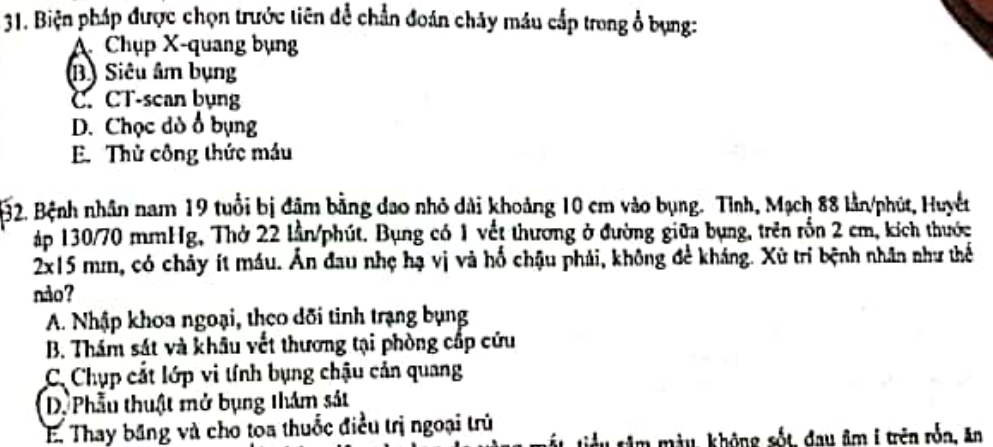 31. Biện pháp được chọn trước tiên để chẩn đoán chảy máu cấp trong ổ bụng:
A. Chụp X-quang bụng
B. Siêu âm bụng
C. CT-scan bụng
D. Chọc dò ổ bụng
E. Thử công thức máu
32. Bệnh nhân nam 19 tuổi bị đâm bằng dao nhỏ dài khoảng 10 cm vào bụng. Tỉnh, Mạch 88 lần/phút, Huyết
áp 130/70 mmHg, Thở 22 lần/phút. Bụng có 1 vết thương ở đường giữa bụng, trên rốn 2 cm, kích thước
2x15 mm, có chảy ít máu. Ấn đau nhẹ hạ vị và hố chậu phải, không đề kháng. Xử trí bệnh nhân như thế
nào?
A. Nhập khoa ngoại, theo dõi tình trạng bụng
B. Thám sát và khâu vết thương tại phòng cấp cứu
C. Chụp cắt lớp vi tính bụng chậu cản quang
D. Phẫu thuật mở bụng thám sát
E. Thay băng và cho toa thuốc điều trị ngoại trú
mắt, tiểu sậm màu, không sốt, đau âm ỉ trên rốn, ăn